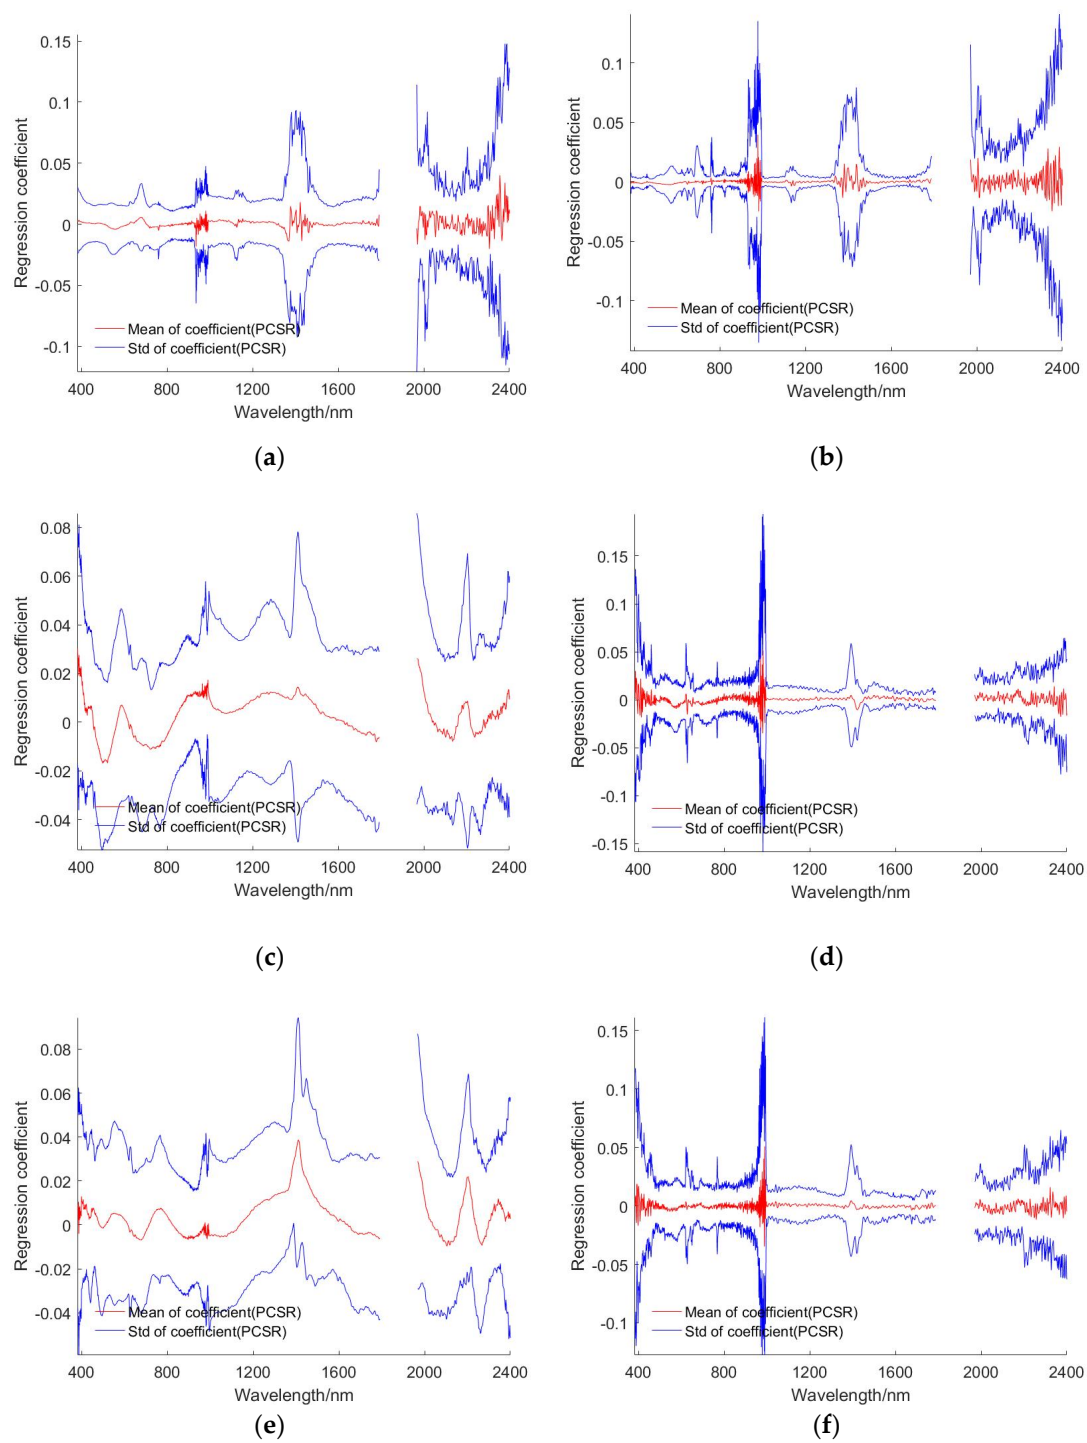 0.15
0.1
0.05
0
-0.05
-0.1
Regression coefficient
Mean of coefficient(PCSR)
Std of coefficient(PCSR)
400 800 1200 1600 2000 2400
Wavelength/nm
(a)
0.1
0.05
0
-0.05
-0.1
Regression coefficient
Mean of coefficient(PCSR)
Std of coefficient(PCSR)
400 800 1200 1600 2000 2400
Wavelength/nm
(b)
0.08
0.06
0.04
0.02
0
-0.02
-0.04
Regression coefficient
Mean of coefficient(PCSR)
Std of coefficient(PCSR)
400 800 1200 1600 2000 2400
Wavelength/nm
(c)
0.15
0.1
0.05
0
-0.05
-0.1
-0.15
Regression coefficient
Mean of coefficient(PCSR)
Std of coefficient(PCSR)
400 800 1200 1600 2000 2400
Wavelength/nm
(d)
0.08
0.06
0.04
0.02
0
-0.02
-0.04
Regression coefficient
Mean of coefficient(PCSR)
Std of coefficient(PCSR)
400 800 1200 1600 2000 2400
Wavelength/nm
(e)
0.15
0.1
0.05
0
-0.05
-0.1
Regression coefficient
Mean of coefficient(PCSR)
Std of coefficient(PCSR)
400 800 1200 1600 2000 2400
Wavelength/nm
(f)